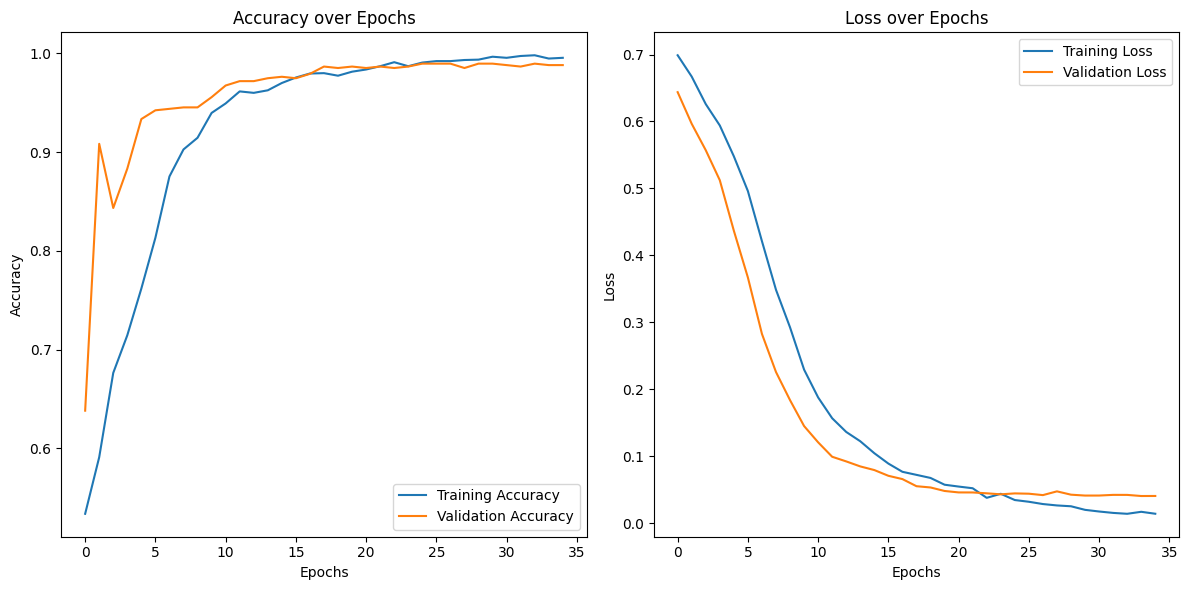 Accuracy over Epochs
Accuracy
1.0
0.9
0.8
0.7
0.6
0 5 10 15 20 25 30 35
Epochs
Training Accuracy
Validation Accuracy
Loss over Epochs
Loss
0.7
0.6
0.5
0.4
0.3
0.2
0.1
0.0
0 5 10 15 20 25 30 35
Epochs
Training Loss
Validation Loss